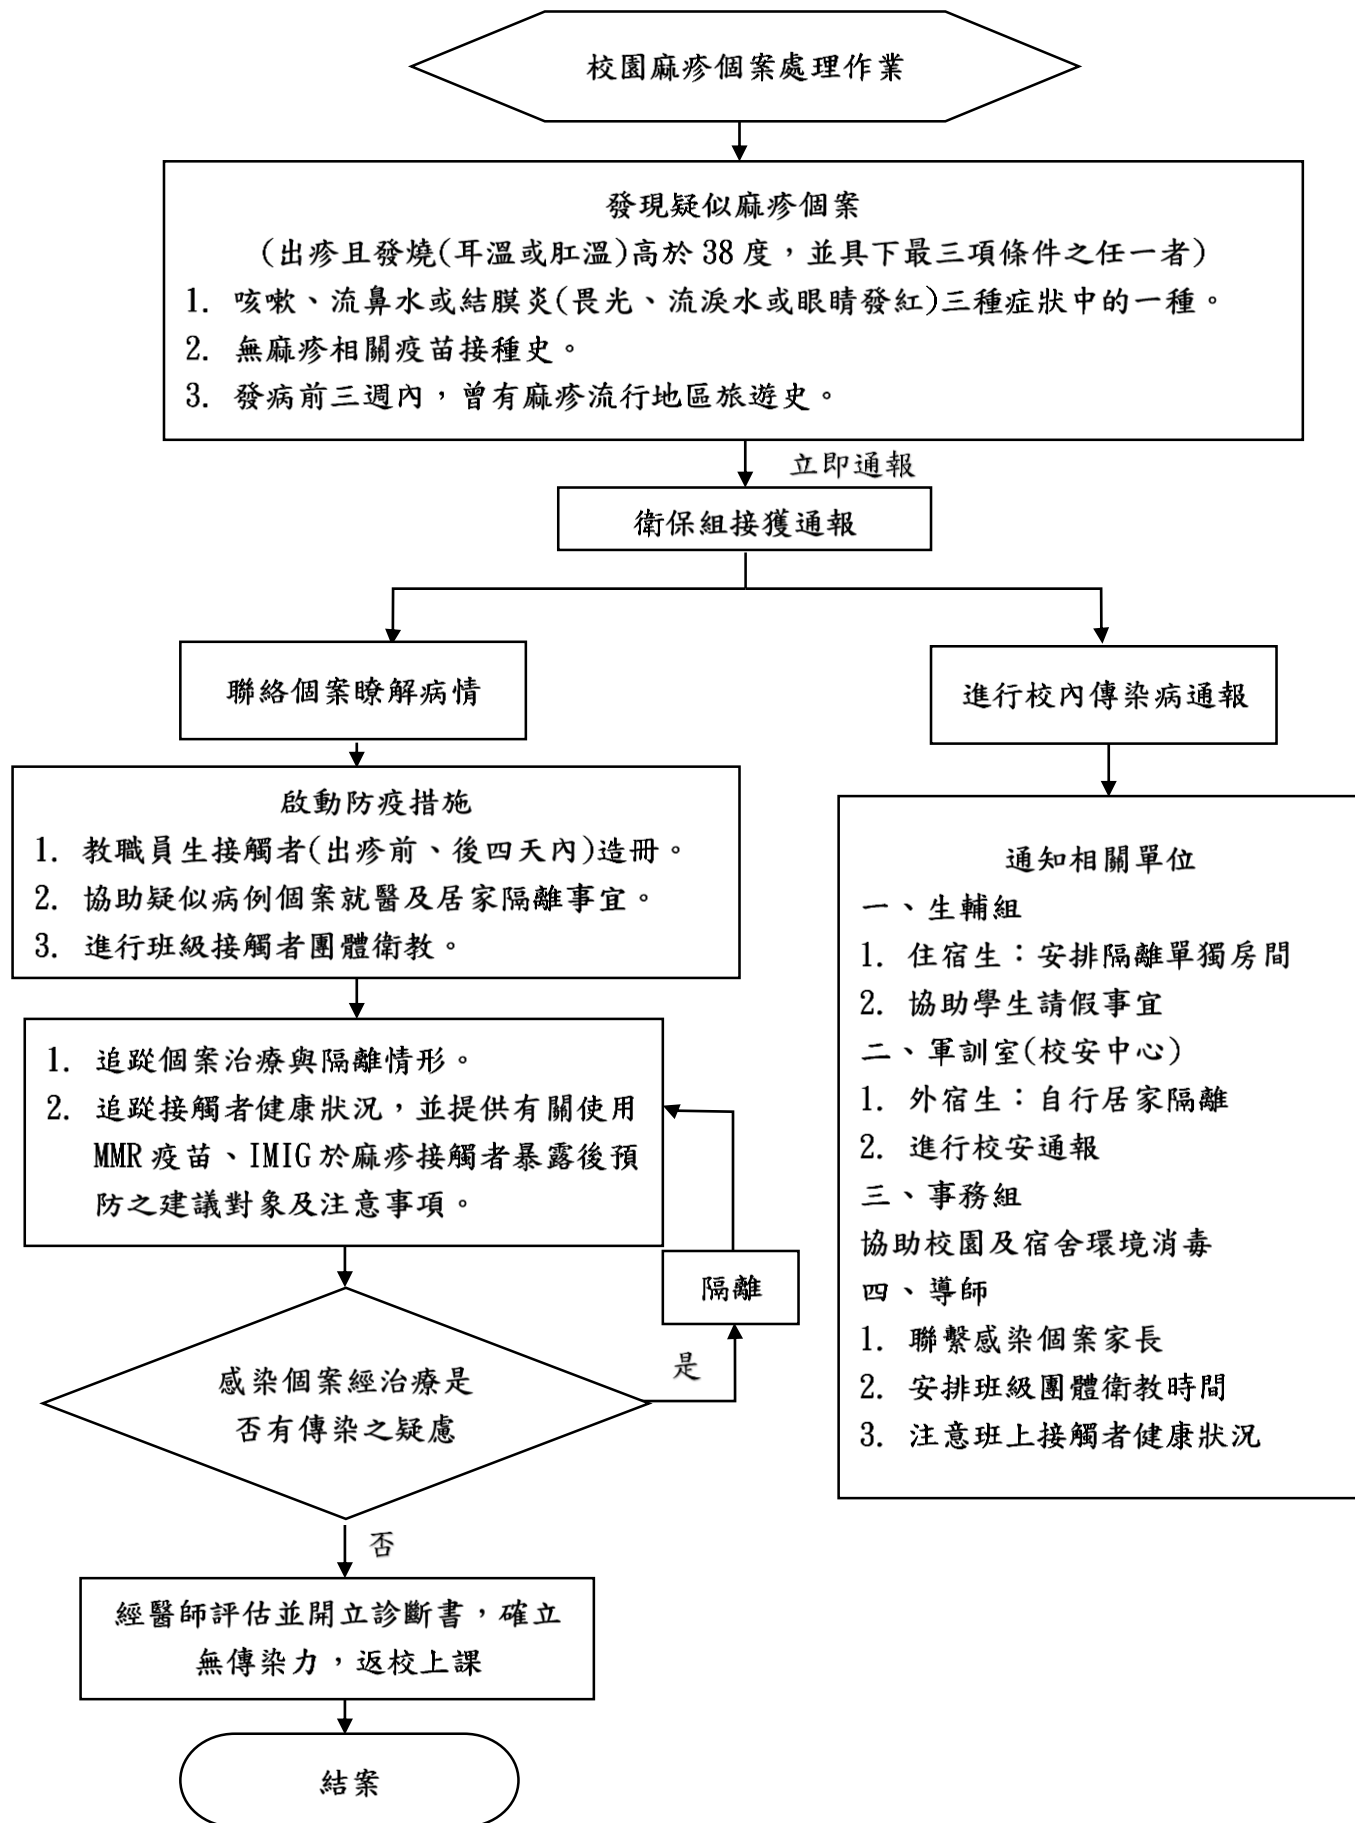 校園麻疹個案處理作業
發現疑似麻疹個案
(出疹且發燒(耳溫或肛溫)高於 38 度，並具下最三項條件之任一者)
1. 咳嗽、流鼻水或結膜炎(畏光、流淚水或眼睛發紅)三種症狀中的一種。
2. 無麻疹相關疫苗接種史。
3. 發病前三週內，曾有麻疹流行地區旅遊史。
立即通報
衛保組接獲通報
聯絡個案瞭解病情
啟動防疫措施
1. 教職員生接觸者(出疹前、後四天內)造冊。
2. 協助疑似病例個案就醫及居家隔離事宜。
3. 進行班級接觸者團體衛教。
1. 追蹤個案治療與隔離情形。
2. 追蹤接觸者健康狀況，並提供有關使用
MMR 疫苗、IMIG 於麻疹接觸者暴露後預
防之建議對象及注意事項。
隔離
是
感染個案經治療是
否有傳染之疑慮
否
經醫師評估並開立診斷書，確立
無傳染力，返校上課
結案
進行校內傳染病通報
通知相關單位
一、生輔組
1. 住宿生：安排隔離單獨房間
2. 協助學生請假事宜
二、軍訓室(校安中心)
1. 外宿生：自行居家隔離
2. 進行校安通報
三、事務組
協助校園及宿舍環境消毒
四、導師
1. 聯繫感染個案家長
2. 安排班級團體衛教時間
3. 注意班上接觸者健康狀況